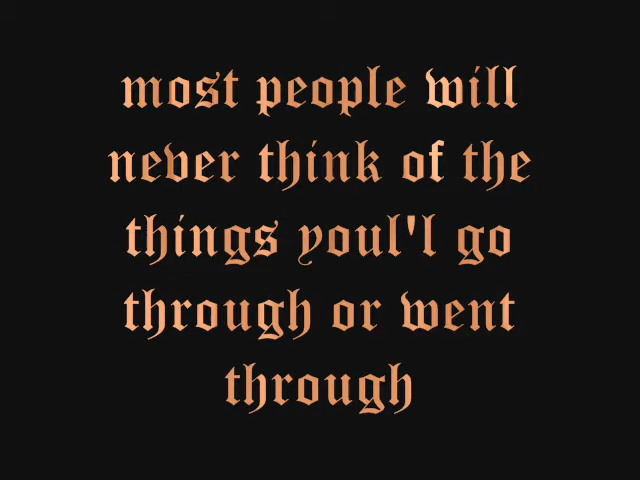 most people will
never think of the
things youl'l go
through or went
through